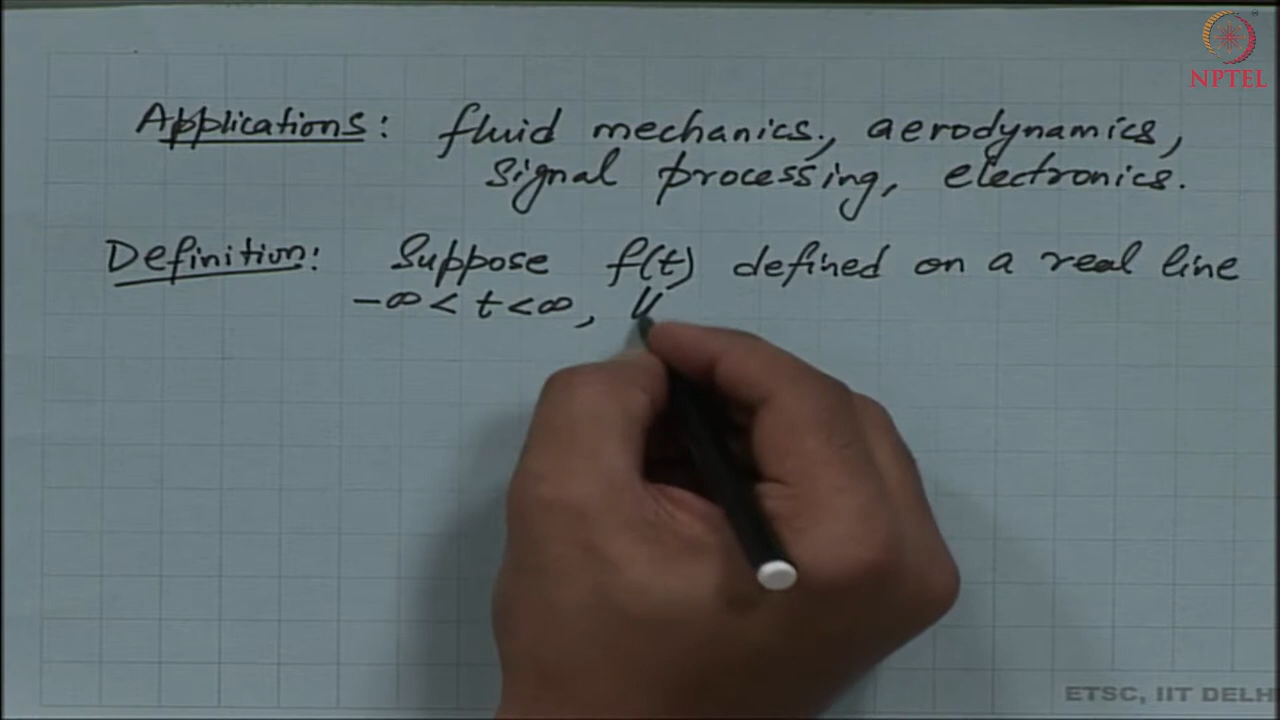 NPTEL
Applications: fluid mechanics, aerodynamics,
signal processing, electronics.
Definition: Suppose f(t) defined on a real line
-∞ < t < ∞,
ETSC, IIT DELH